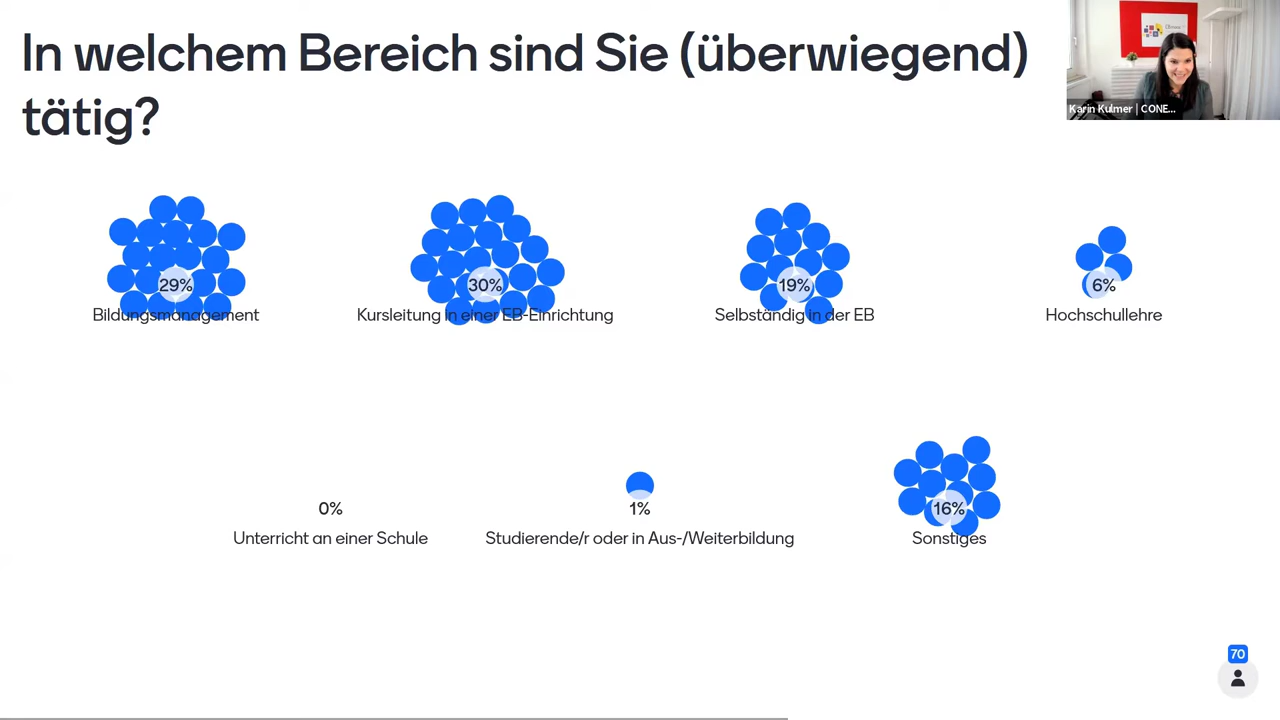 In welchem Bereich sind Sie (überwiegend)
tätig?
Karin Kulmer | CONE...
29%
30%
19%
6%
Bildungsmanagement
Kursleitung in einer EB-Einrichtung
Selbständig in der EB
Hochschullehre
0%
1%
16%
Unterricht an einer Schule
Studierende/r oder in Aus-/Weiterbildung
Sonstiges
70